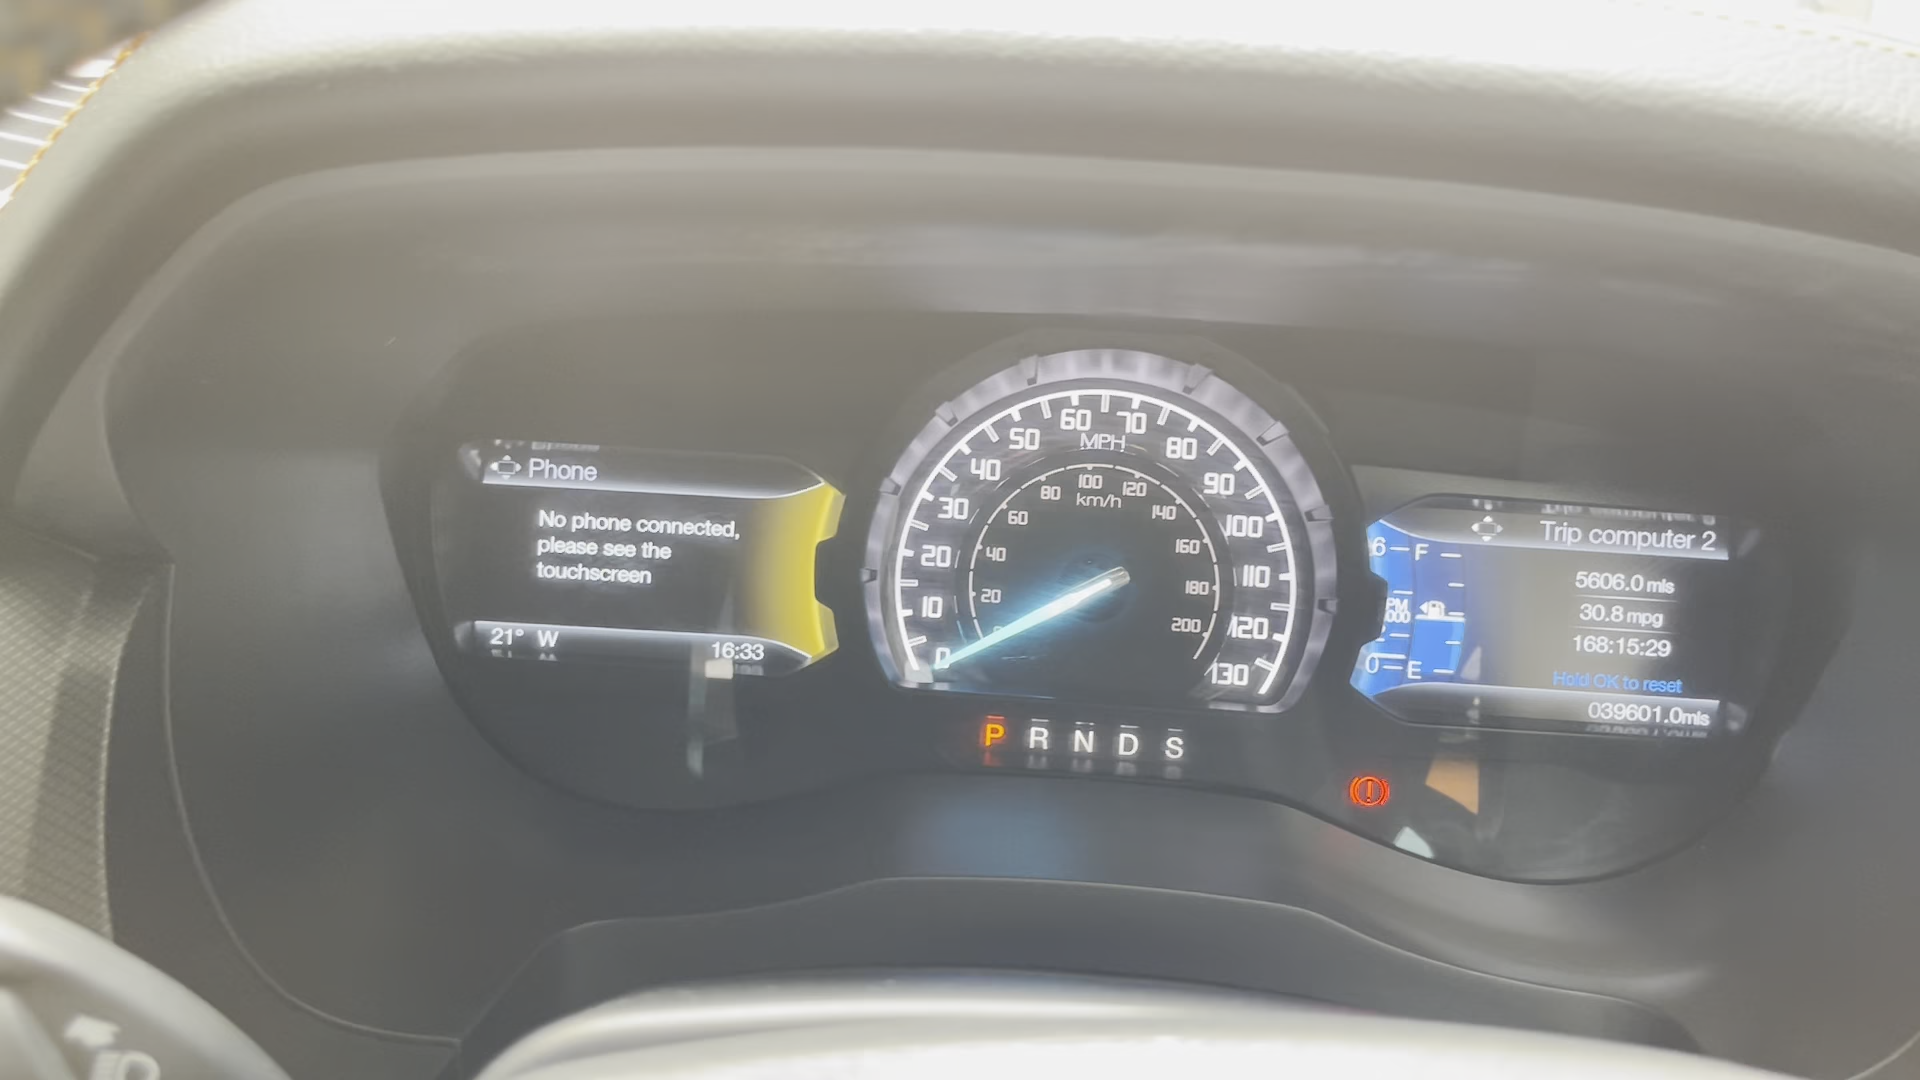 Phone
No phone connected,
please see the
touchscreen
21° W
16:33
0 10 20 30 40 50 60 70 80 90 100 110 120 130
MPH
20 40 60 80 100 120 140 160 180 200
km/h
P R N D S
6 F
0 E
Trip computer 2
5606.0 mls
30.8 mpg
168:15:29
Hold OK to reset
039601.0mls